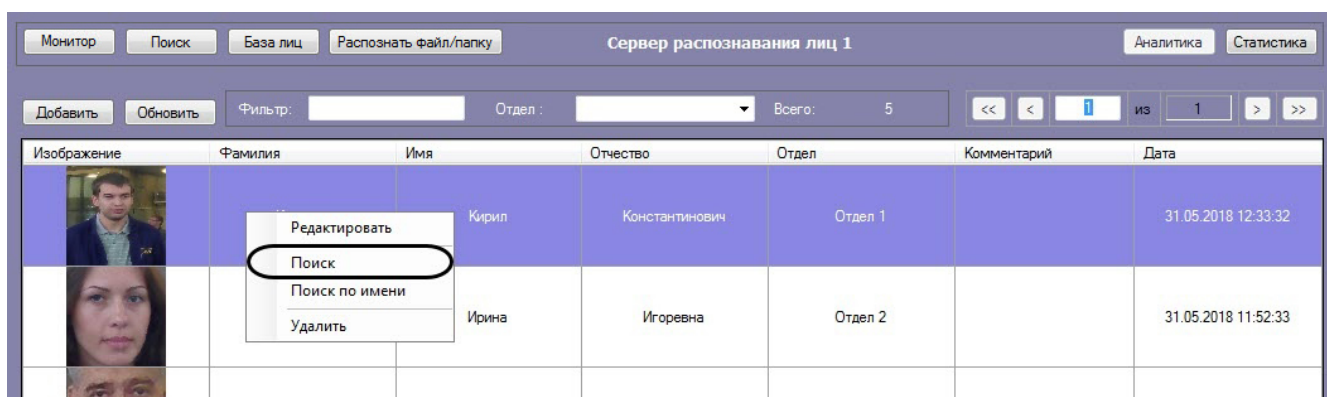 Монитор Поиск База лиц Распознать файл/папку Сервер распознавания лиц 1 Аналитика Статистика
Добавить Обновить Фильтр: Отдел : Всего: 5 << < 1 из 1 > >>
Изображение Фамилия Имя Отчество Отдел Комментарий Дата
Кирил Константинович Отдел 1 31.05.2018 12:33:32
Редактировать
Поиск
Поиск по имени
Удалить
Ирина Игоревна Отдел 2 31.05.2018 11:52:33